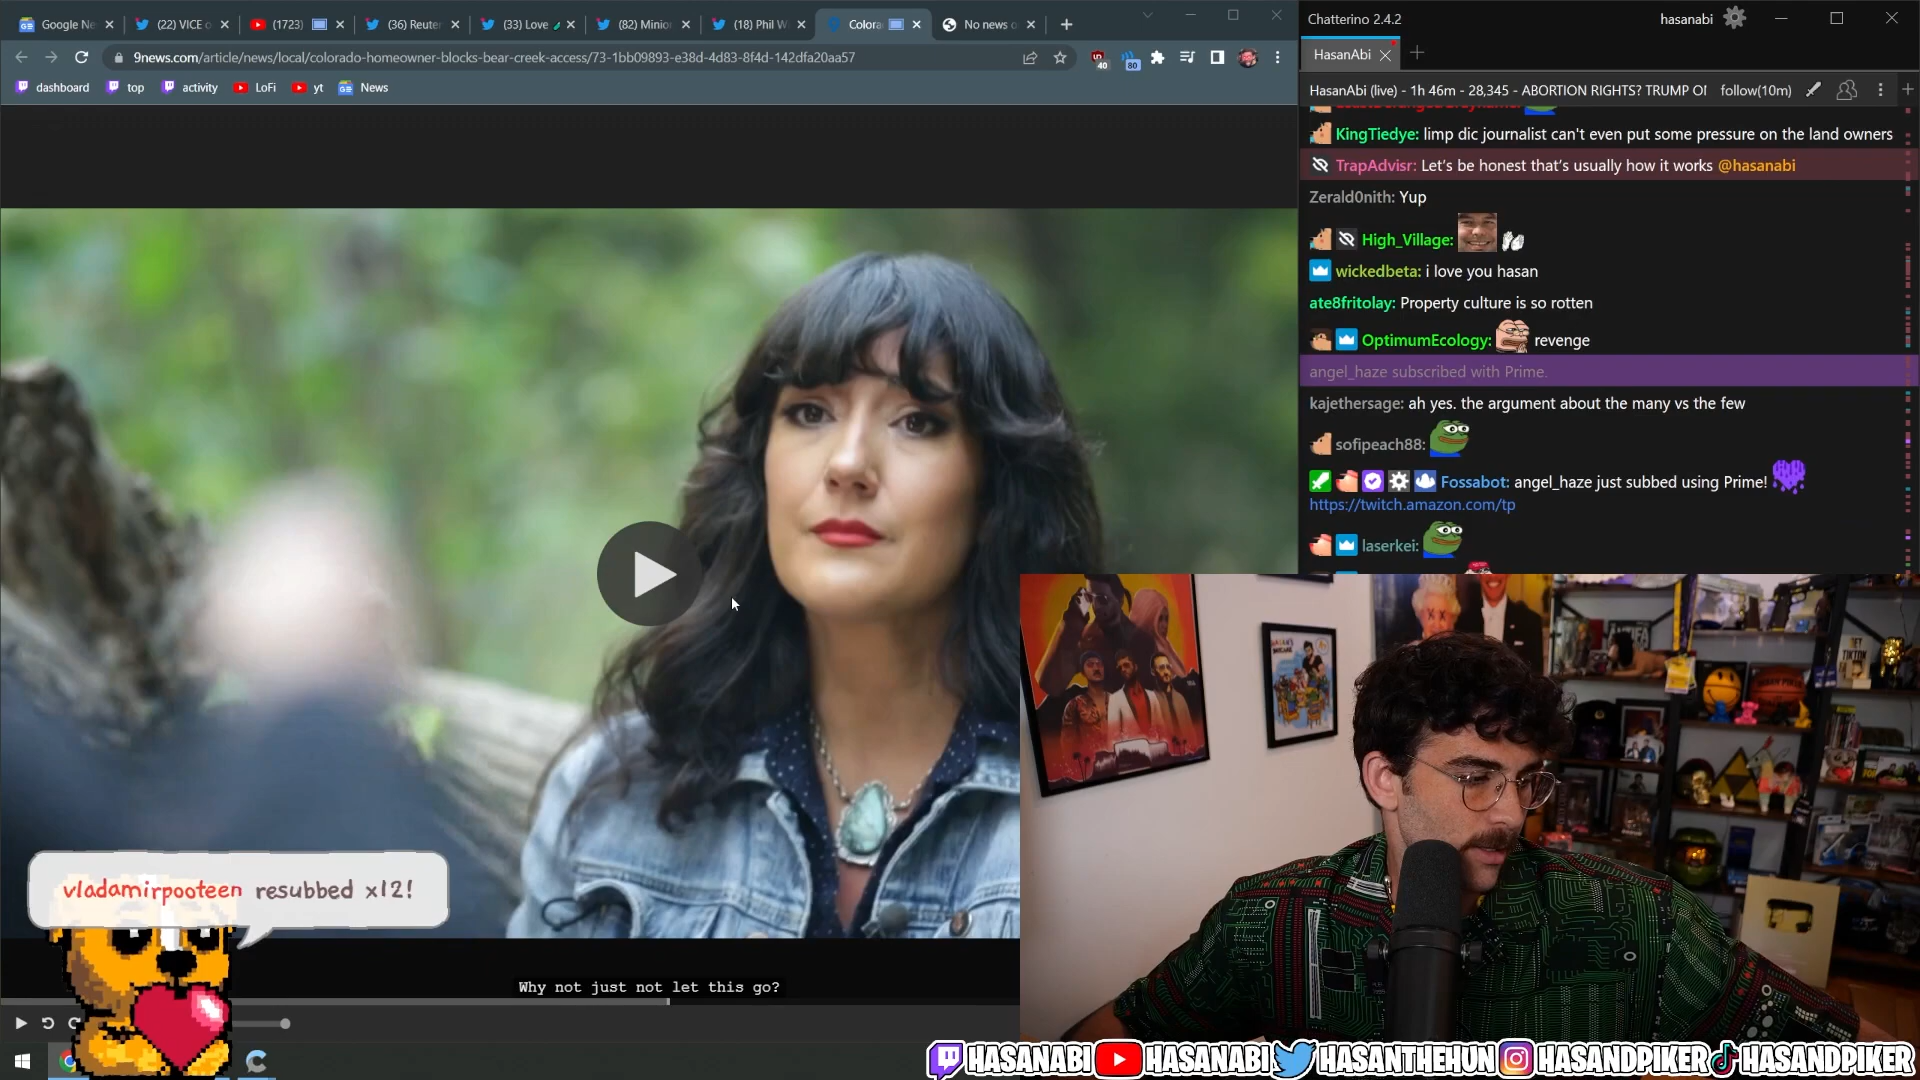 Google Ne
(22) VICE o
(1723)
(36) Reuter
(33) Love
(82) Minio
(18) Phil W
Colora
No news o
9news.com/article/news/local/colorado-homeowner-blocks-bear-creek-access/73-1bb09893-e38d-4d83-8f4d-142dfa20aa57
40
80
dashboard
top
activity
LoFi
yt
News
Chatterino 2.4.2
hasanabi
HasanAbi
HasanAbi (live) - 1h 46m - 28,345 - ABORTION RIGHTS? TRUMP OI
follow(10m)
KingTiedye: limp dic journalist can't even put some pressure on the land owners
TrapAdvisr: Let's be honest that's usually how it works @hasanabi
Zerald0nith: Yup
High_Village:
wickedbeta: i love you hasan
ate8fritolay: Property culture is so rotten
OptimumEcology: revenge
angel_haze subscribed with Prime.
kajethersage: ah yes. the argument about the many vs the few
sofipeach88:
Fossabot: angel_haze just subbed using Prime!
https://twitch.amazon.com/tp
laserkei:
vladamirpooteen resubbed x12!
Why not just not let this go?
HASANABI
HASANABI
HASANTHEHUN
HASANDPIKER
HASANDPIKER